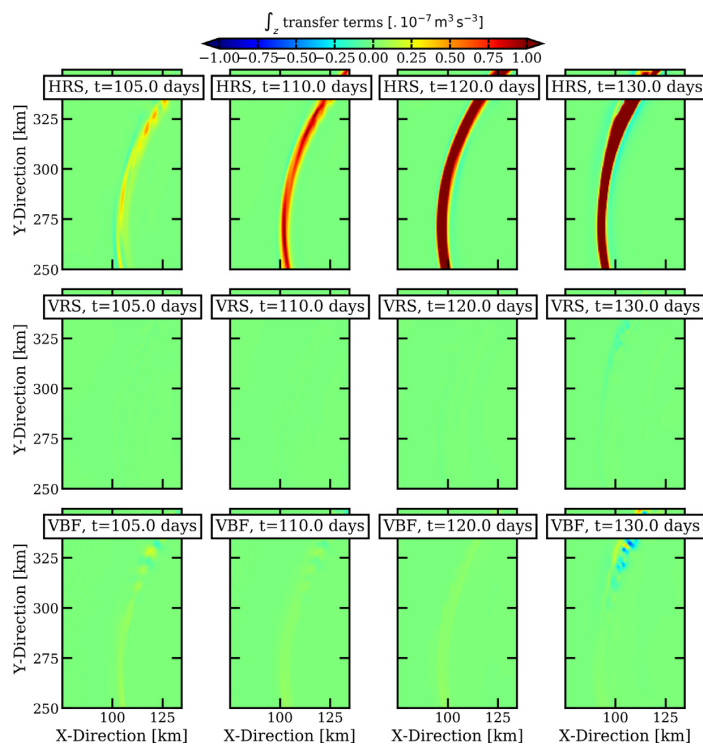 ∫z transfer terms [. 10−7 m3 s−3]
−1.00 −0.75 −0.50 −0.25 0.00 0.25 0.50 0.75 1.00
HRS, t=105.0 days HRS, t=110.0 days HRS, t=120.0 days HRS, t=130.0 days
325
300
275
250
Y-Direction [km]
VRS, t=105.0 days VRS, t=110.0 days VRS, t=120.0 days VRS, t=130.0 days
325
300
275
250
Y-Direction [km]
VBF, t=105.0 days VBF, t=110.0 days VBF, t=120.0 days VBF, t=130.0 days
325
300
275
250
Y-Direction [km]
100 125 100 125 100 125 100 125
X-Direction [km] X-Direction [km] X-Direction [km] X-Direction [km]